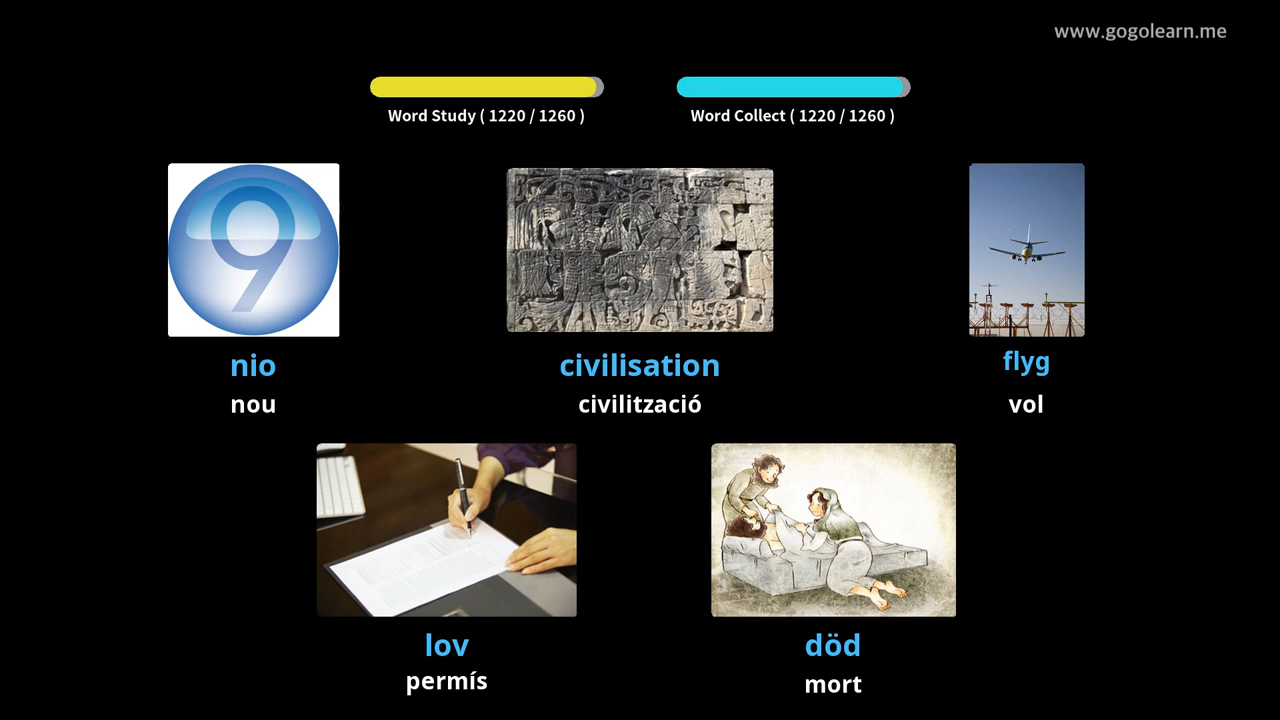 www.gogolearn.me
Word Study ( 1220 / 1260 )
Word Collect ( 1220 / 1260 )
9
nio
civilisation
flyg
nou
civilització
vol
lov
död
permís
mort